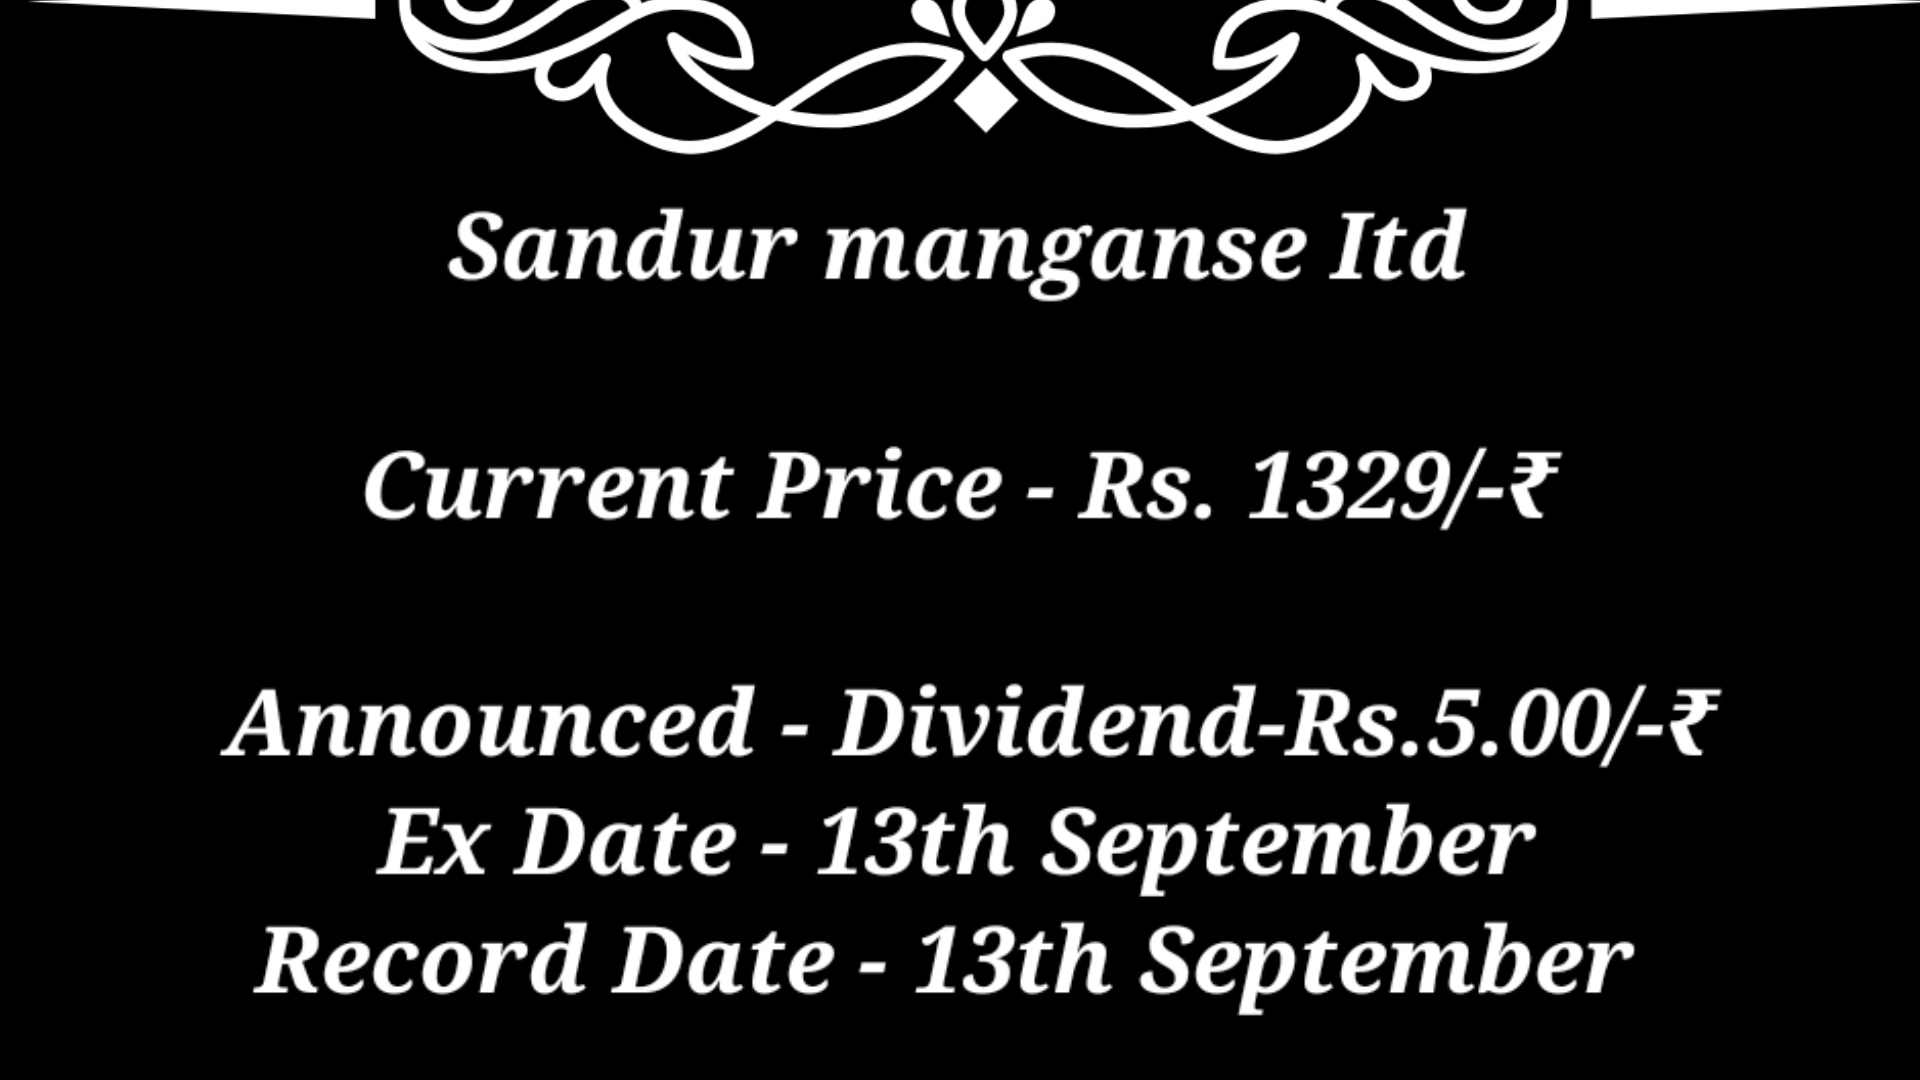 Sandur manganse Itd
Current Price - Rs. 1329/-₹
Announced - Dividend-Rs.5.00/-₹
Ex Date - 13th September
Record Date - 13th September